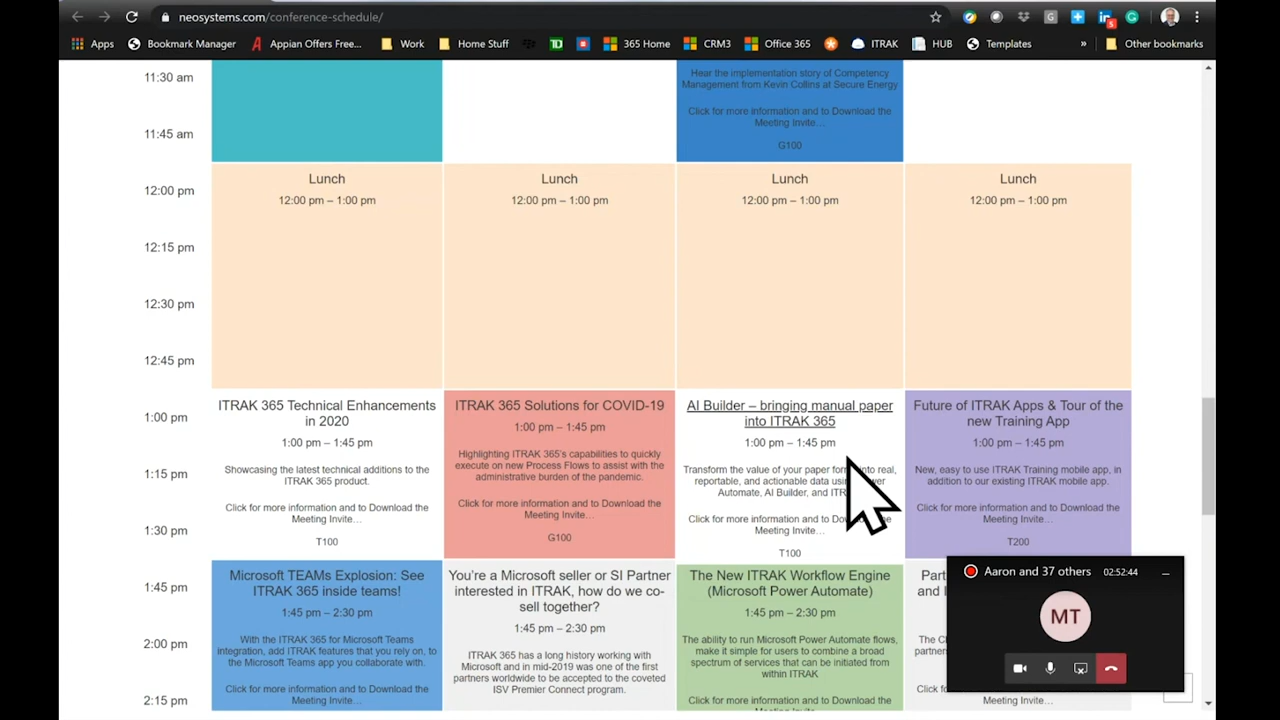 neosystems.com/conference-schedule/
Apps
Bookmark Manager
Appian Offers Free...
Work
Home Stuff
365 Home
CRM3
Office 365
ITRAK
HUB
Templates
»
Other bookmarks
11:30 am
Hear the implementation story of Competency
Management from Kevin Collins at Secure Energy
Click for more information and to Download the
Meeting Invite…
G100
11:45 am
12:00 pm
Lunch
12:00 pm – 1:00 pm
Lunch
12:00 pm – 1:00 pm
Lunch
12:00 pm – 1:00 pm
Lunch
12:00 pm – 1:00 pm
12:15 pm
12:30 pm
12:45 pm
1:00 pm
1:15 pm
1:30 pm
ITRAK 365 Technical Enhancements
in 2020
1:00 pm – 1:45 pm
Showcasing the latest technical additions to the
ITRAK 365 product.
Click for more information and to Download the
Meeting Invite…
T100
ITRAK 365 Solutions for COVID-19
1:00 pm – 1:45 pm
Highlighting ITRAK 365's capabilities to quickly
execute on new Process Flows to assist with the
administrative burden of the pandemic.
Click for more information and to Download the
Meeting Invite…
G100
AI Builder – bringing manual paper
into ITRAK 365
1:00 pm – 1:45 pm
Transform the value of your paper into real,
reportable, and actionable data
Automate, AI Builder, and
Click for more information and to
Meeting Invite…
T100
Future of ITRAK Apps & Tour of the
new Training App
1:00 pm – 1:45 pm
New, easy to use ITRAK Training mobile app, in
addition to our existing ITRAK mobile app.
Click for more information and to Download the
Meeting Invite…
T200
1:45 pm
2:00 pm
2:15 pm
Microsoft TEAMs Explosion: See
ITRAK 365 inside teams!
1:45 pm – 2:30 pm
With the ITRAK 365 for Microsoft Teams
integration, add ITRAK features that you rely on, to
the Microsoft Teams app you collaborate with.
Click for more information and to Download the
Meeting Invite…
You're a Microsoft seller or SI Partner
interested in ITRAK, how do we co-
sell together?
1:45 pm – 2:30 pm
ITRAK 365 has a long history working with
Microsoft and in mid-2019 was one of the first
partners worldwide to be accepted to the coveted
ISV Premier Connect program.
The New ITRAK Workflow Engine
(Microsoft Power Automate)
1:45 pm – 2:30 pm
The ability to run Microsoft Power Automate flows,
make it simple for users to combine a broad
spectrum of services that can be initiated from
within ITRAK
Click for more information and to Download the
Aaron and 37 others
02:52:44
MT
Meeting Invite…